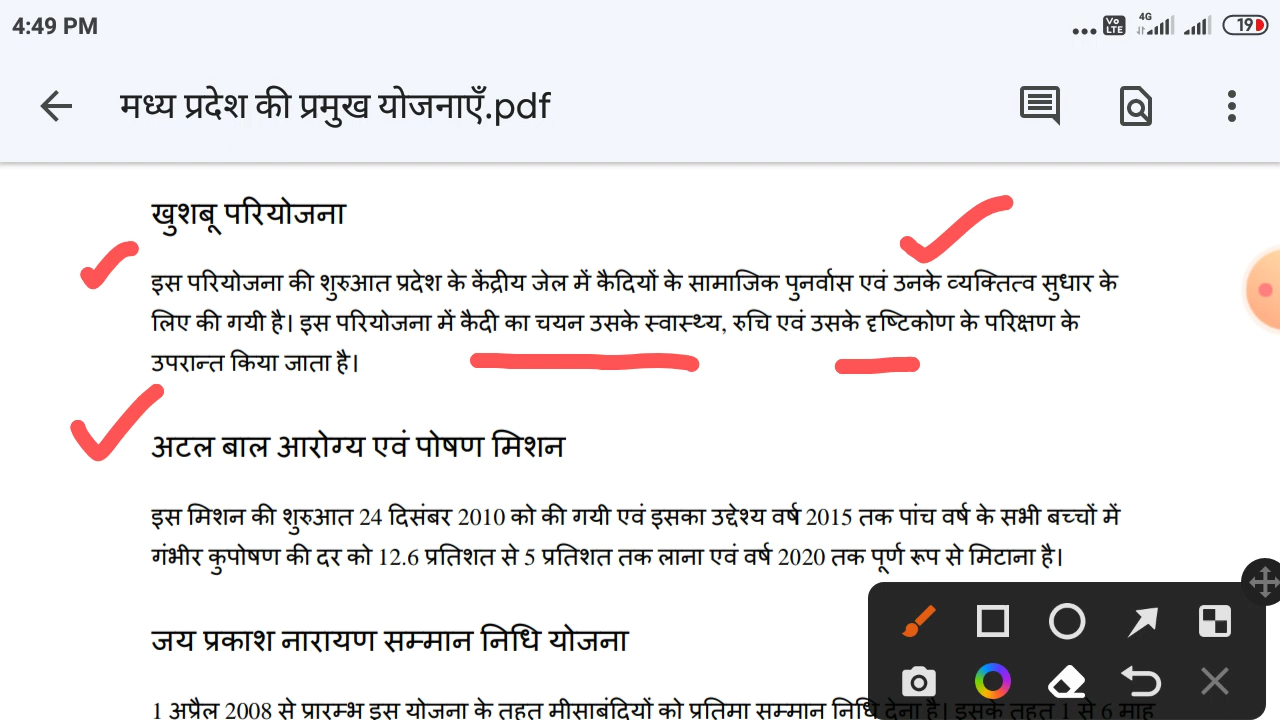 4:49 PM
Vo LTE 4G 19
मध्य प्रदेश की प्रमुख योजनाएँ.pdf
खुशबू परियोजना
इस परियोजना की शुरुआत प्रदेश के केंद्रीय जेल में कैदियों के सामाजिक पुनर्वास एवं उनके व्यक्तित्व सुधार के
लिए की गयी है। इस परियोजना में कैदी का चयन उसके स्वास्थ्य, रुचि एवं उसके दृष्टिकोण के परिक्षण के
उपरान्त किया जाता है।
अटल बाल आरोग्य एवं पोषण मिशन
इस मिशन की शुरुआत 24 दिसंबर 2010 को की गयी एवं इसका उद्देश्य वर्ष 2015 तक पांच वर्ष के सभी बच्चों में
गंभीर कुपोषण की दर को 12.6 प्रतिशत से 5 प्रतिशत तक लाना एवं वर्ष 2020 तक पूर्ण रूप से मिटाना है।
जय प्रकाश नारायण सम्मान निधि योजना
1 अप्रैल 2008 से प्रारम्भ इस योजना के तहत मीसाबंदियों को प्रतिमा सम्मान निधि देना है। इसके तहत 1 से 6 माह